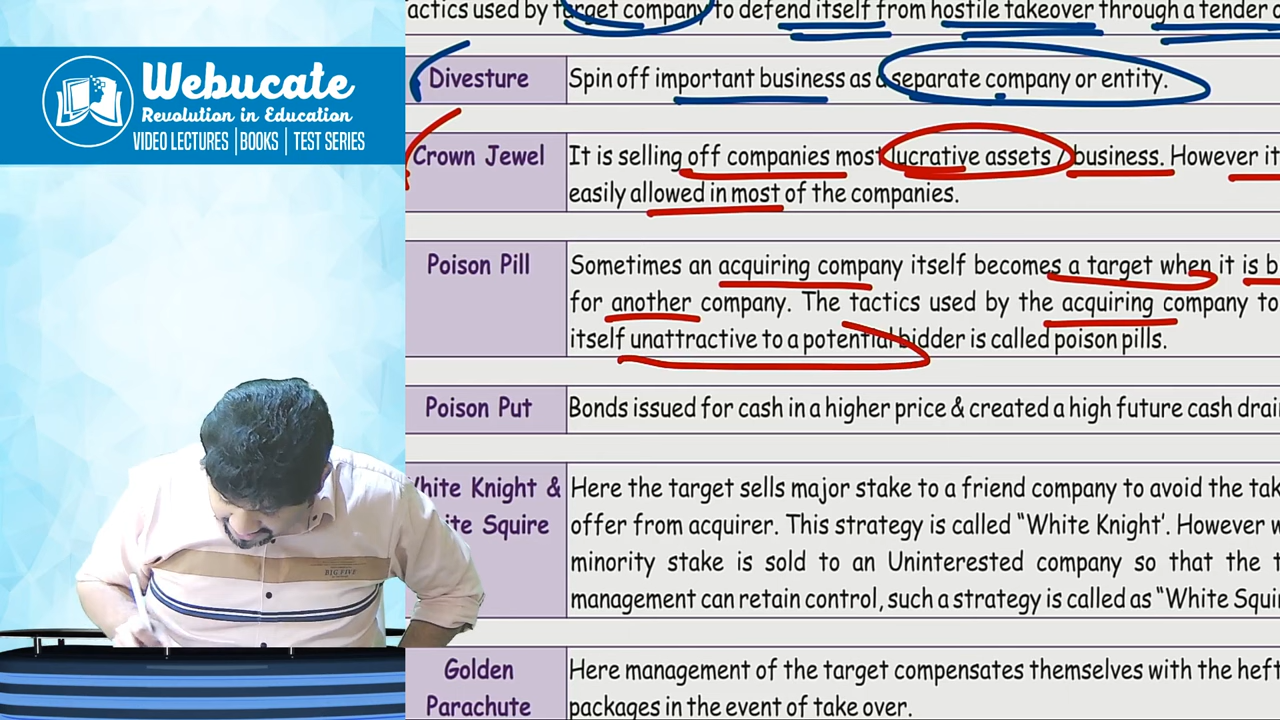 Webucate
Revolution in Education
VIDEO LECTURES | BOOKS | TEST SERIES
BIG FIVE
actics used by target company to defend itself from hostile takeover through a tender
Divesture
Spin off important business as a separate company or entity.
Crown Jewel
It is selling off companies most lucrative assets / business. However it
easily allowed in most of the companies.
Poison Pill
Sometimes an acquiring company itself becomes a target when it is b
for another company. The tactics used by the acquiring company to
itself unattractive to a potential bidder is called poison pills.
Poison Put
Bonds issued for cash in a higher price & created a high future cash drai
White Knight &
ite Squire
Here the target sells major stake to a friend company to avoid the tak
offer from acquirer. This strategy is called "White Knight'. However w
minority stake is sold to an Uninterested company so that the t
management can retain control, such a strategy is called as "White Squi
Golden
Parachute
Here management of the target compensates themselves with the heft
packages in the event of take over.